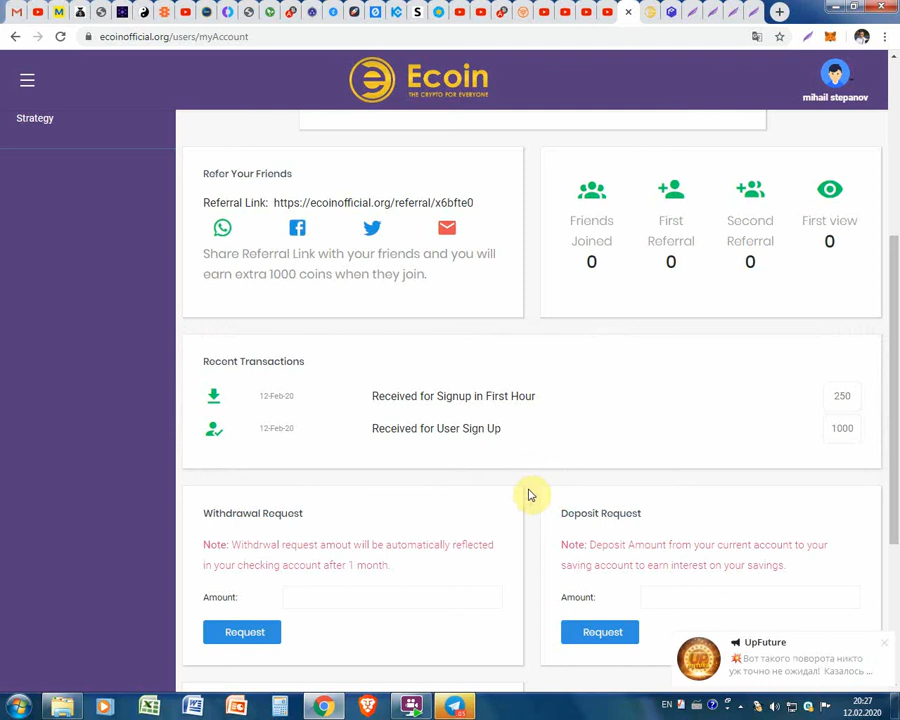 ecoinofficial.org/users/myAccount
Ecoin
THE CRYPTO FOR EVERYONE
mihail stepanov
Strategy
Refer Your Friends
Referral Link: https://ecoinofficial.org/referral/x6bfte0
Share Referral Link with your friends and you will
earn extra 1000 coins when they join.
Friends Joined
0
First Referral
0
Second Referral
0
First view
0
Recent Transactions
12-Feb-20 Received for Signup in First Hour 250
12-Feb-20 Received for User Sign Up 1000
Withdrawal Request
Note: Withdrwal request amout will be automatically reflected
in your checking account after 1 month.
Amount:
Request
Deposit Request
Note: Deposit Amount from your current account to your
saving account to earn interest on your savings.
Amount:
Request
UpFuture
Вот такого поворота никто
уж точно не ожидал! Казалось ...
EN
20:27
12.02.2020